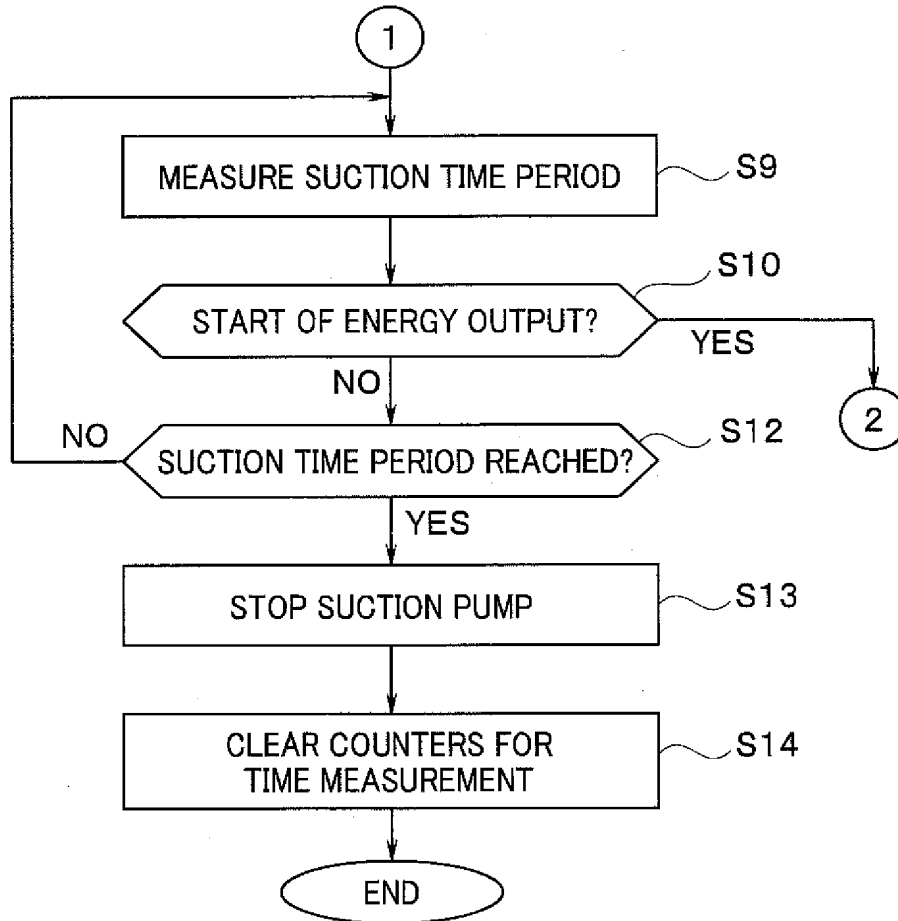 1
MEASURE SUCTION TIME PERIOD
S9
START OF ENERGY OUTPUT?
S10
YES
2
NO
SUCTION TIME PERIOD REACHED?
S12
NO
YES
STOP SUCTION PUMP
S13
CLEAR COUNTERS FOR
TIME MEASUREMENT
S14
END